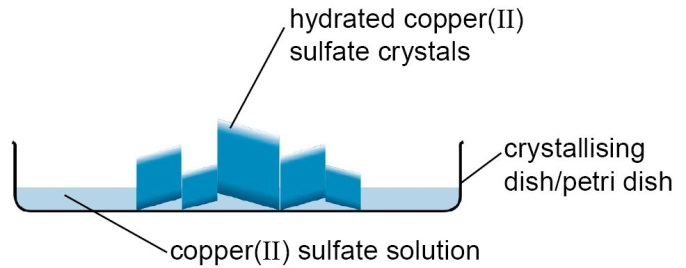 hydrated copper(II)
sulfate crystals
crystallising
dish/petri dish
copper(II) sulfate solution